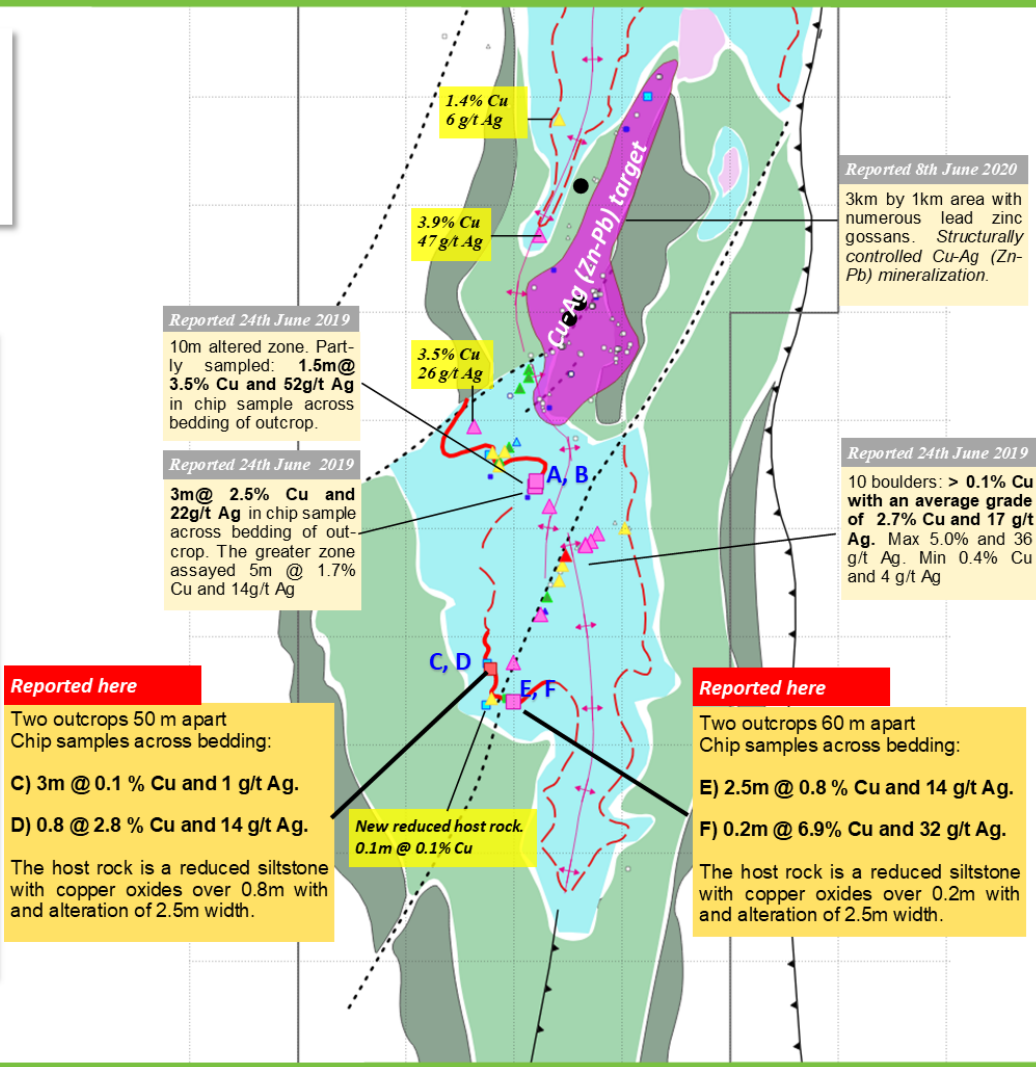 1.4% Cu
6 g/t Ag
3.9% Cu
47 g/t Ag
Cu-Ag (Zn-Pb) target
Reported 8th June 2020
3km by 1km area with
numerous lead zinc
gossans. Structurally
controlled Cu-Ag (Zn-
Pb) mineralization.
Reported 24th June 2019
10m altered zone. Part-
ly sampled: 1.5m@
3.5% Cu and 52g/t Ag
in chip sample across
bedding of outcrop.
3.5% Cu
26 g/t Ag
Reported 24th June 2019
3m@ 2.5% Cu and
22g/t Ag in chip sample
across bedding of out-
crop. The greater zone
assayed 5m @ 1.7%
Cu and 14g/t Ag
A, B
Reported 24th June 2019
10 boulders: > 0.1% Cu
with an average grade
of 2.7% Cu and 17 g/t
Ag. Max 5.0% and 36
g/t Ag. Min 0.4% Cu
and 4 g/t Ag
C, D
E, F
Reported here
Two outcrops 50 m apart
Chip samples across bedding:
C) 3m @ 0.1 % Cu and 1 g/t Ag.
D) 0.8 @ 2.8 % Cu and 14 g/t Ag.
The host rock is a reduced siltstone
with copper oxides over 0.8m with
and alteration of 2.5m width.
New reduced host rock.
0.1m @ 0.1% Cu
Reported here
Two outcrops 60 m apart
Chip samples across bedding:
E) 2.5m @ 0.8 % Cu and 14 g/t Ag.
F) 0.2m @ 6.9% Cu and 32 g/t Ag.
The host rock is a reduced siltstone
with copper oxides over 0.2m with
and alteration of 2.5m width.